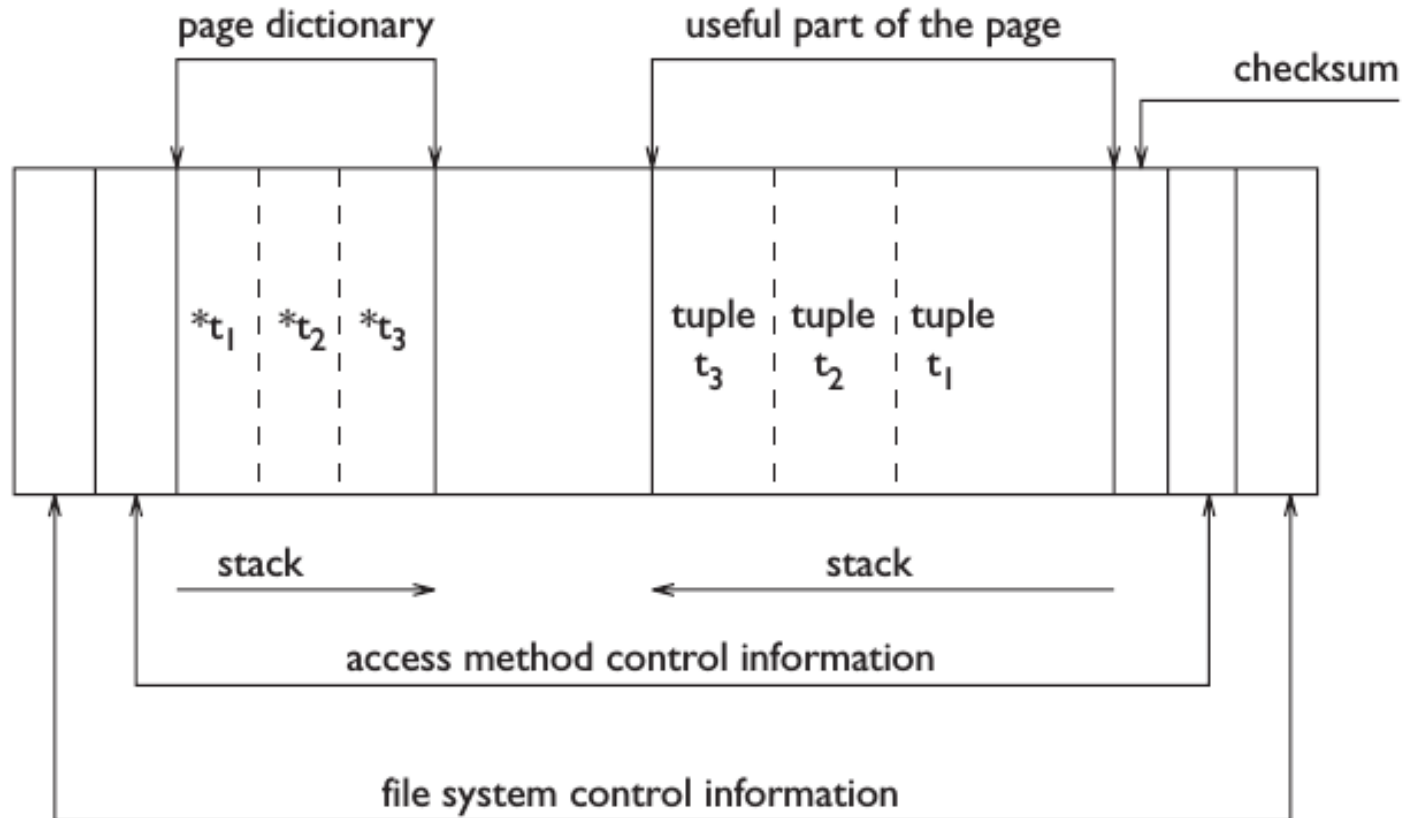 page dictionary
useful part of the page
checksum
*t₁ *t₂ *t₃
tuple tuple tuple
t₃ t₂ t₁
stack
stack
access method control information
file system control information